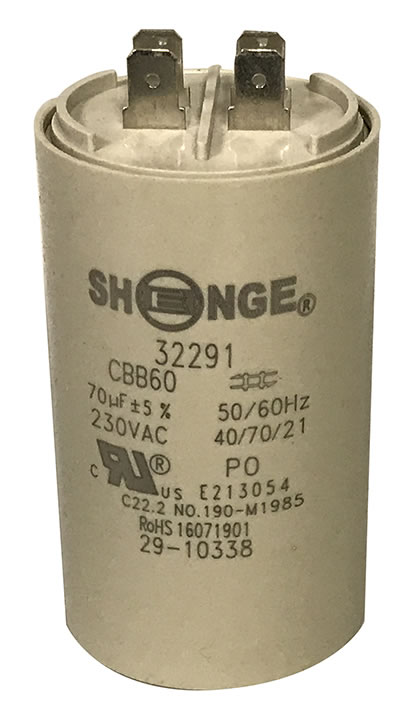 SHENGE®
32291
CBB60
70µF±5% 50/60Hz
230VAC 40/70/21
c RU® US PO
E213054
C22.2 NO.190-M1985
RoHS 16071901
29-10338